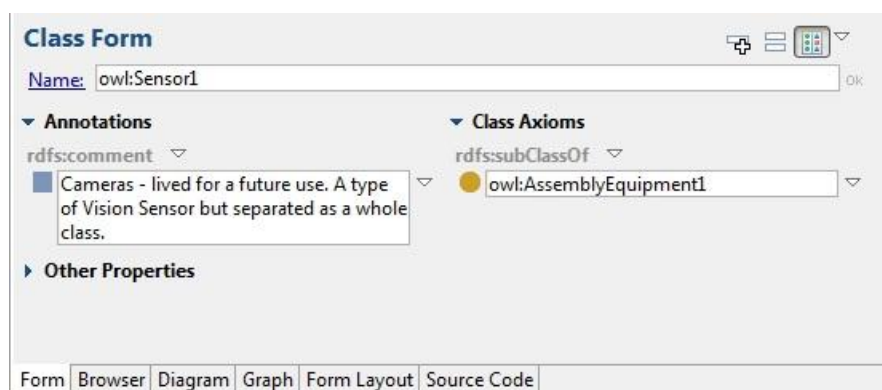 Class Form
Name: owl:Sensor1 OK
Annotations Class Axioms
rdfs:comment rdfs:subClassOf
Cameras - lived for a future use. A type owl:AssemblyEquipment1
of Vision Sensor but separated as a whole
class.
Other Properties
Form Browser Diagram Graph Form Layout Source Code